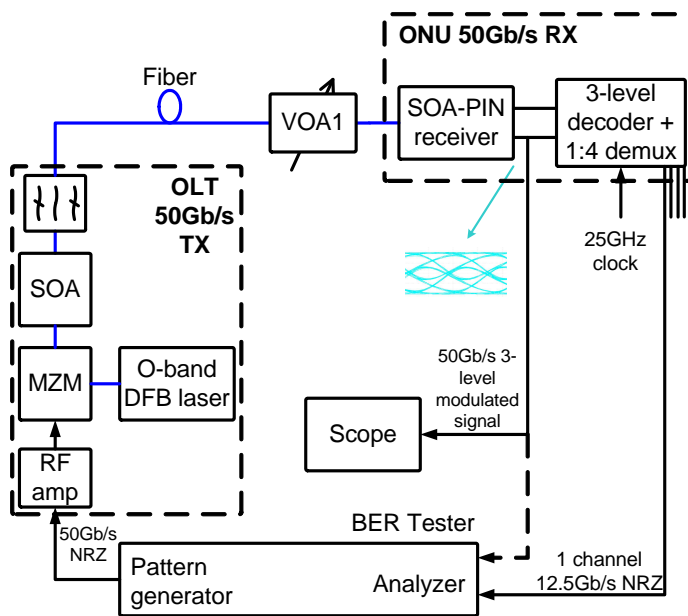 ONU 50Gb/s RX
Fiber
VOA1
SOA-PIN
receiver
3-level
decoder +
1:4 demux
OLT
50Gb/s
TX
25GHz
clock
SOA
MZM
O-band
DFB laser
50Gb/s 3-
level
modulated
signal
Scope
RF
amp
50Gb/s
NRZ
BER Tester
Pattern
generator
Analyzer
1 channel
12.5Gb/s NRZ